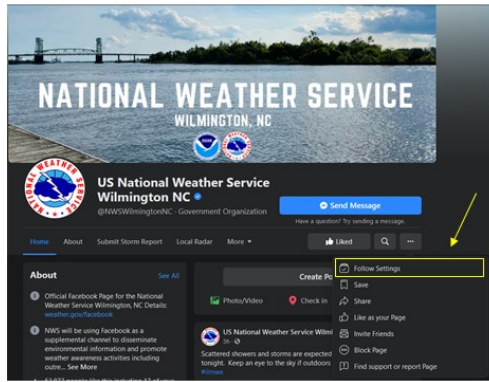 NATIONAL WEATHER SERVICE
WILMINGTON, NC
US National Weather Service
Wilmington NC
@NWSWilmingtonNC · Government Organization
Send Message
Have a question? Try sending a message.
Home About Submit Storm Report Local Radar More
Liked
Follow Settings
Save
Share
Like as your Page
Invite Friends
Block Page
Find support or report Page
About
See All
Official Facebook Page for the National
Weather Service Wilmington, NC Details:
weather.gov/facebook
NWS will be using Facebook as a
supplemental channel to disseminate
environmental information and promote
weather awareness activities including
outre... See More
Create Po
Photo/Video
Check in
US National Weather Service Wilmi
Scattered showers and storms are expected
tonight. Keep an eye to the sky if outdoors